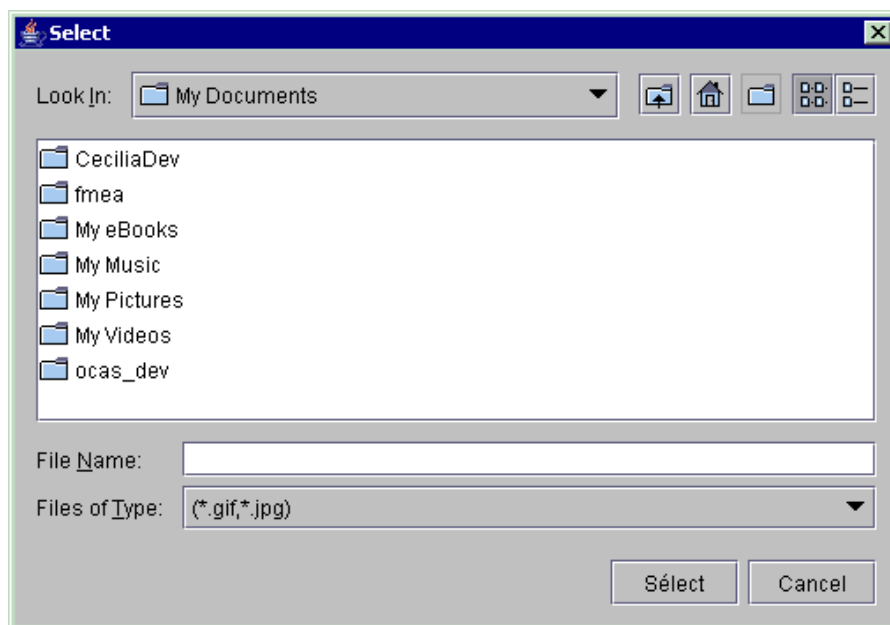 Select
Look In: My Documents
CeciliaDev
fmea
My eBooks
My Music
My Pictures
My Videos
ocas_dev
File Name:
Files of Type: (*.gif,*.jpg)
Sélect Cancel